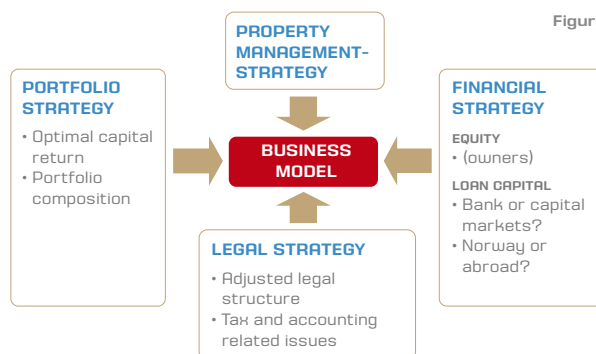 Figur
PROPERTY
MANAGEMENT-
STRATEGY
PORTFOLIO
STRATEGY
• Optimal capital
return
• Portfolio
composition
BUSINESS
MODEL
FINANCIAL
STRATEGY
EQUITY
• (owners)
LOAN CAPITAL
• Bank or capital
markets?
• Norway or
abroad?
LEGAL STRATEGY
• Adjusted legal
structure
• Tax and accounting
related issues